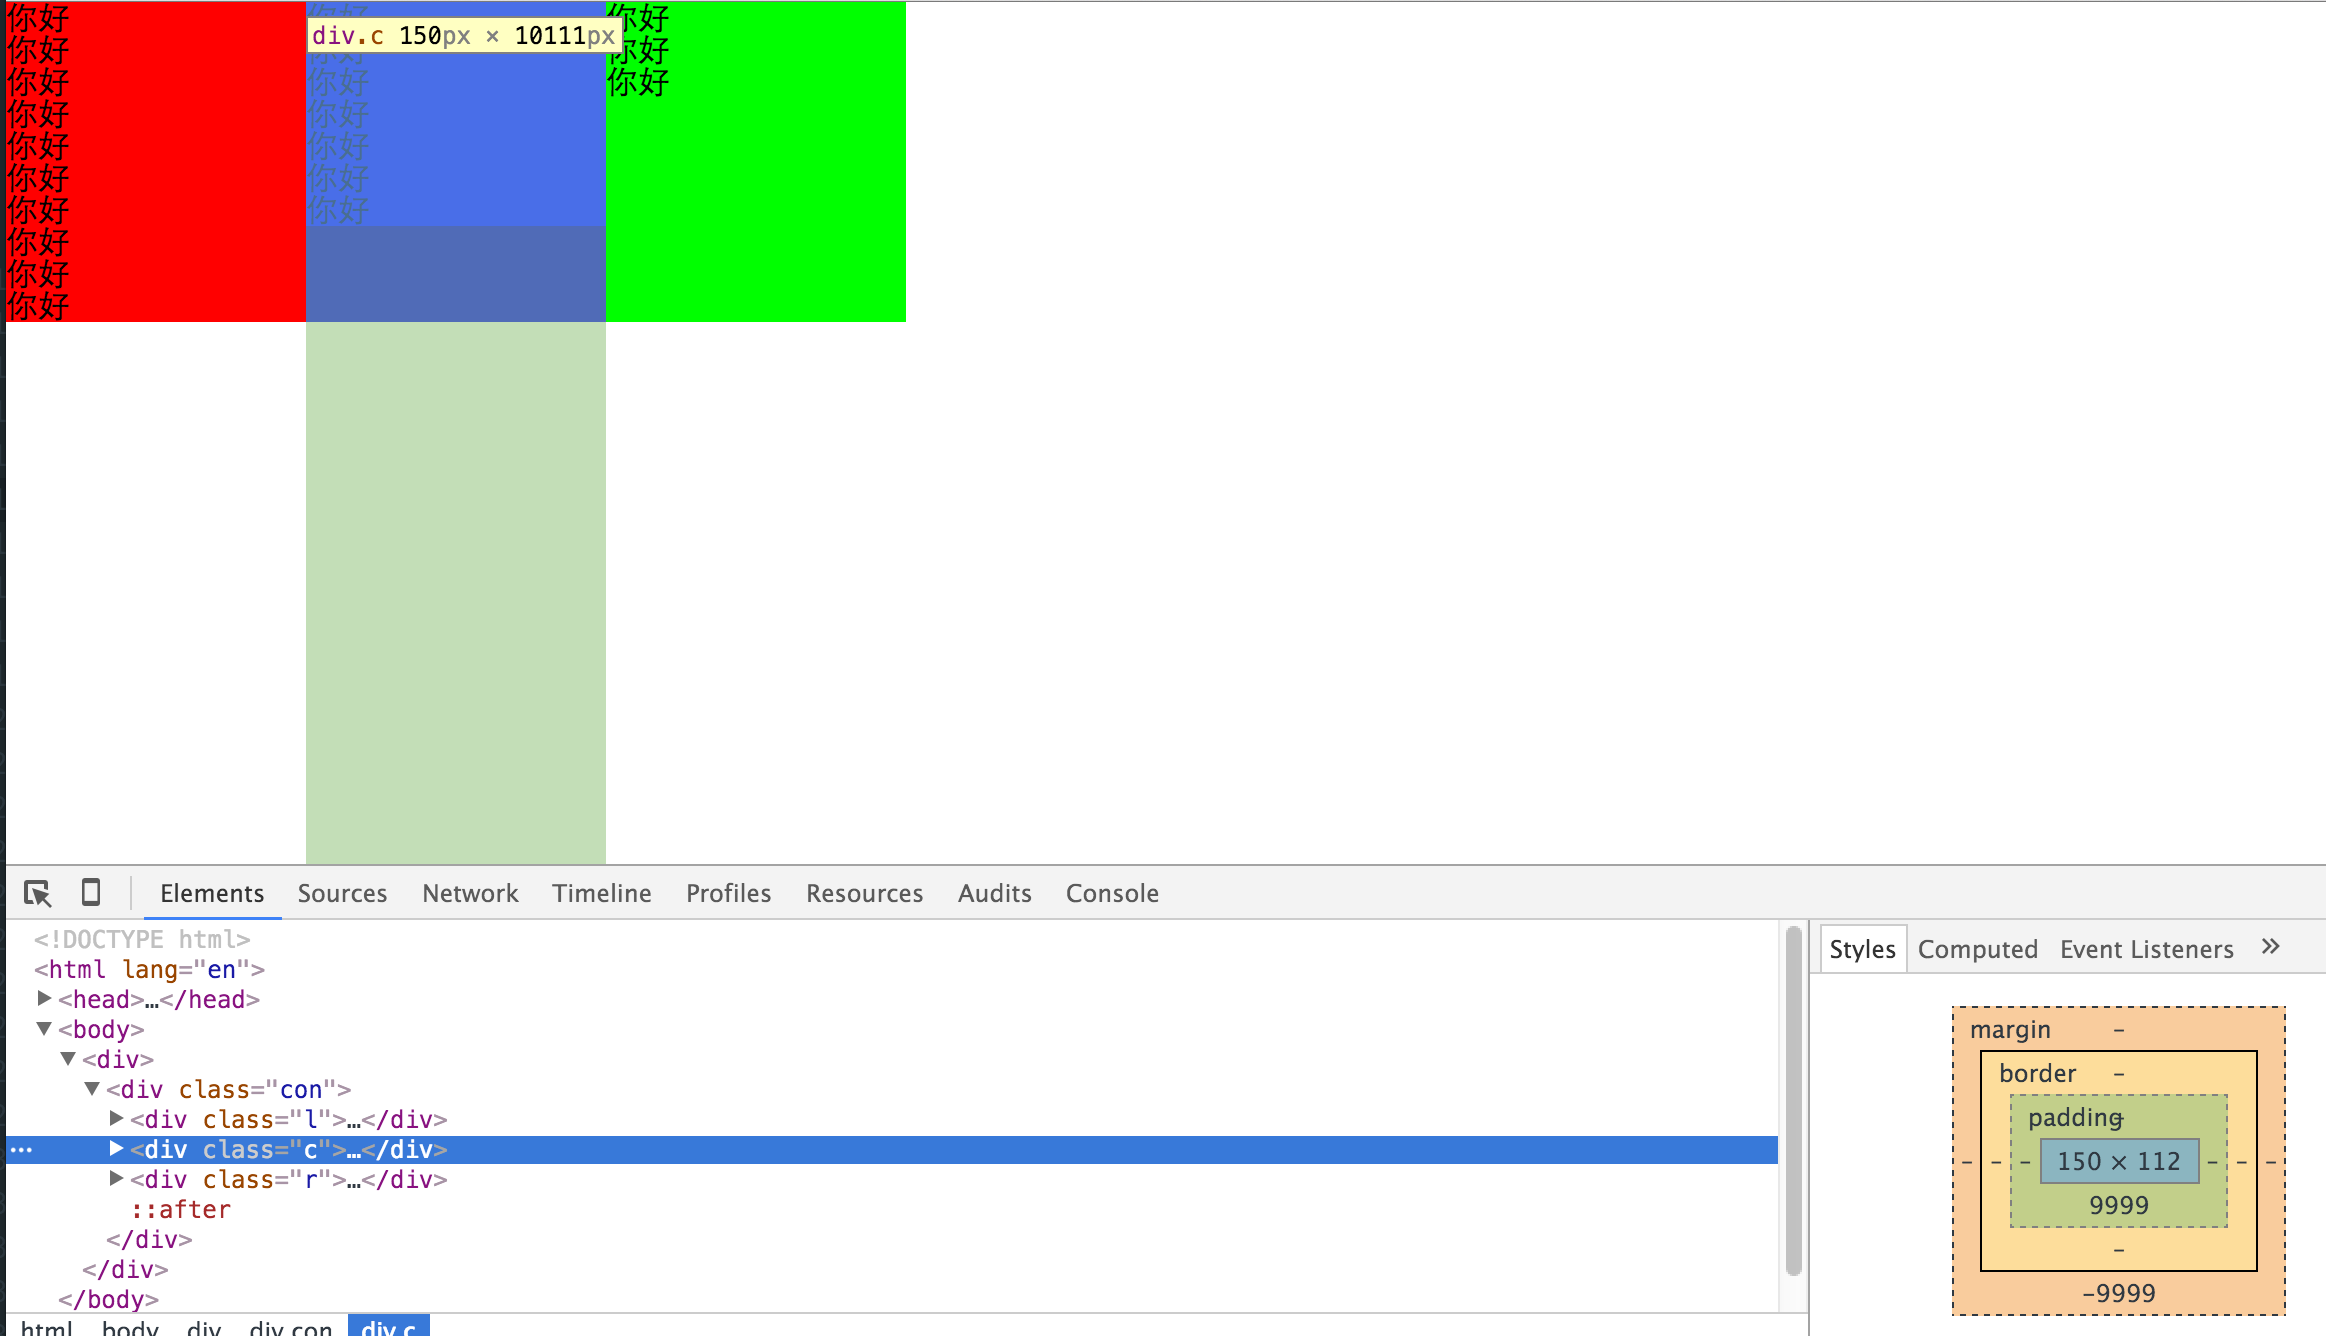 你好
你好
你好
你好
你好
你好
你好
你好
你好
你好
你好
div.c 150px × 10111px
你好
你好
你好
你好
你好
你好
你好
你好
Elements Sources Network Timeline Profiles Resources Audits Console
<!DOCTYPE html>
<html lang="en">
▶<head>…</head>
▼<body>
▼<div>
▼<div class="con">
▶<div class="l">…</div>
… ▶<div class="c">…</div>
▶<div class="r">…</div>
::after
</div>
</div>
</body>
html body div div.con div.c
Styles Computed Event Listeners »
margin –
border –
padding –
– – – 150 × 112 – – –
9999
–
-9999